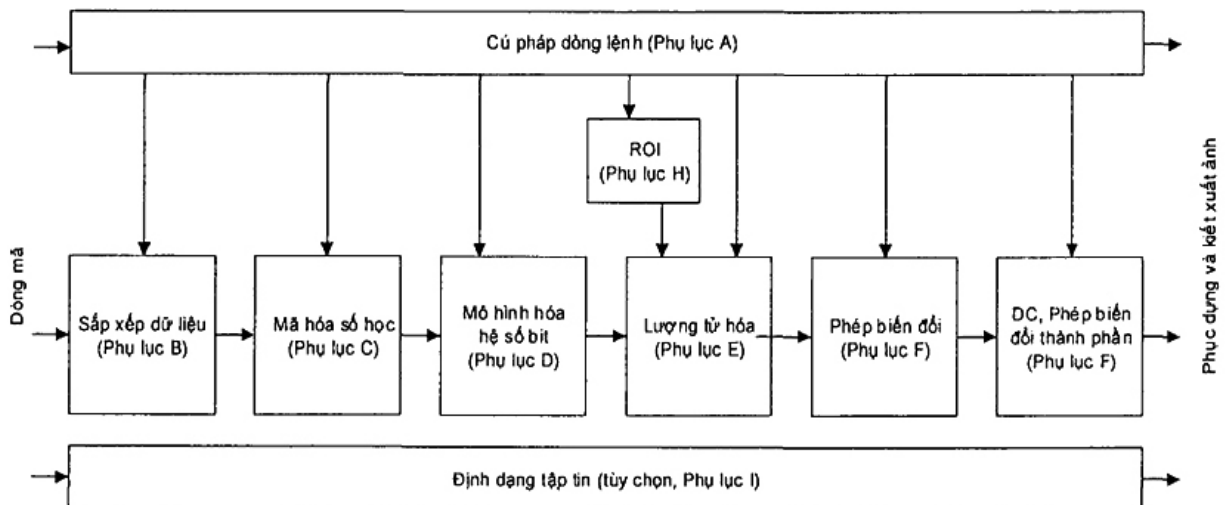 Cú pháp dòng lệnh (Phụ lục A)
ROI
(Phụ lục H)
Dòng mã
Sắp xếp dữ liệu
(Phụ lục B)
Mã hóa số học
(Phụ lục C)
Mô hình hóa
hệ số bit
(Phụ lục D)
Lượng tử hóa
(Phụ lục E)
Phép biến đổi
(Phụ lục F)
DC, Phép biến
đổi thành phần
(Phụ lục F)
Phục dựng và kết xuất ảnh
Định dạng tập tin (tùy chọn, Phụ lục I)